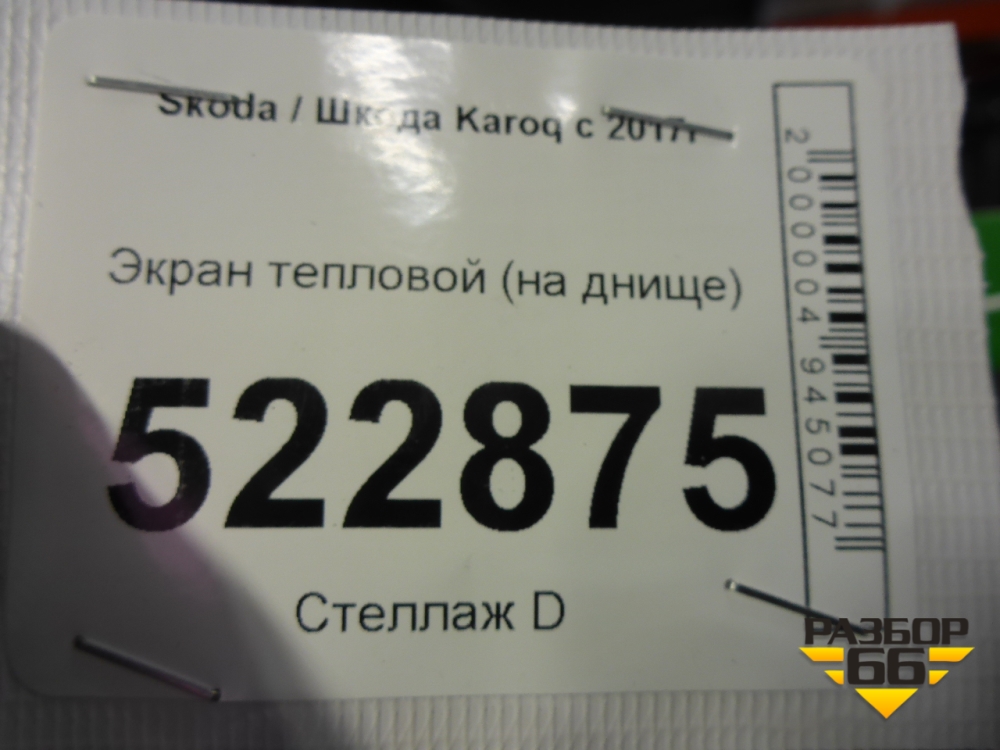 Skoda / Шкода Karoq с 2017г
Экран тепловой (на днище)
522875
Стеллаж D
2000004945077
РАЗБОР
66